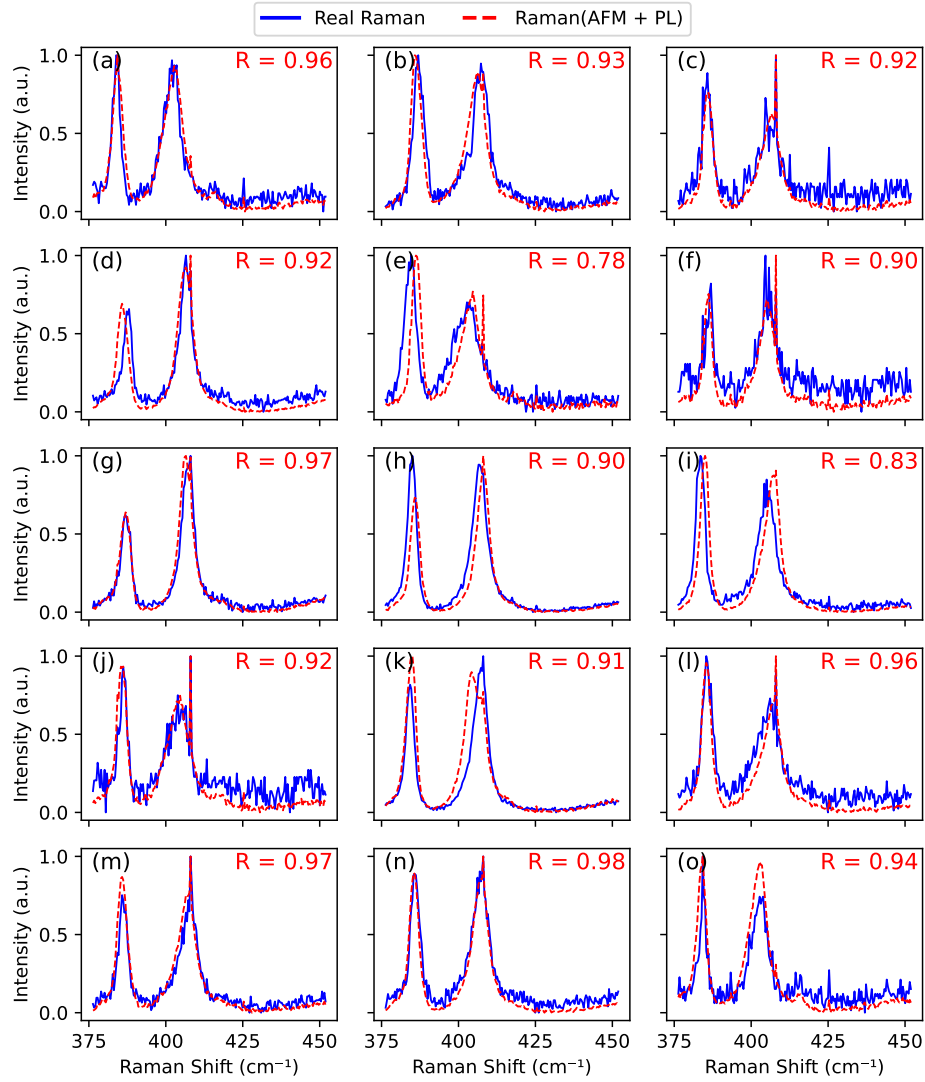 Real Raman Raman(AFM + PL)
(a) R = 0.96 (b) R = 0.93 (c) R = 0.92
1.0
0.5
0.0
Intensity (a.u.)
(d) R = 0.92 (e) R = 0.78 (f) R = 0.90
1.0
0.5
0.0
Intensity (a.u.)
(g) R = 0.97 (h) R = 0.90 (i) R = 0.83
1.0
0.5
0.0
Intensity (a.u.)
(j) R = 0.92 (k) R = 0.91 (l) R = 0.96
1.0
0.5
0.0
Intensity (a.u.)
(m) R = 0.97 (n) R = 0.98 (o) R = 0.94
1.0
0.5
0.0
Intensity (a.u.)
375 400 425 450 375 400 425 450 375 400 425 450
Raman Shift (cm⁻¹) Raman Shift (cm⁻¹) Raman Shift (cm⁻¹)